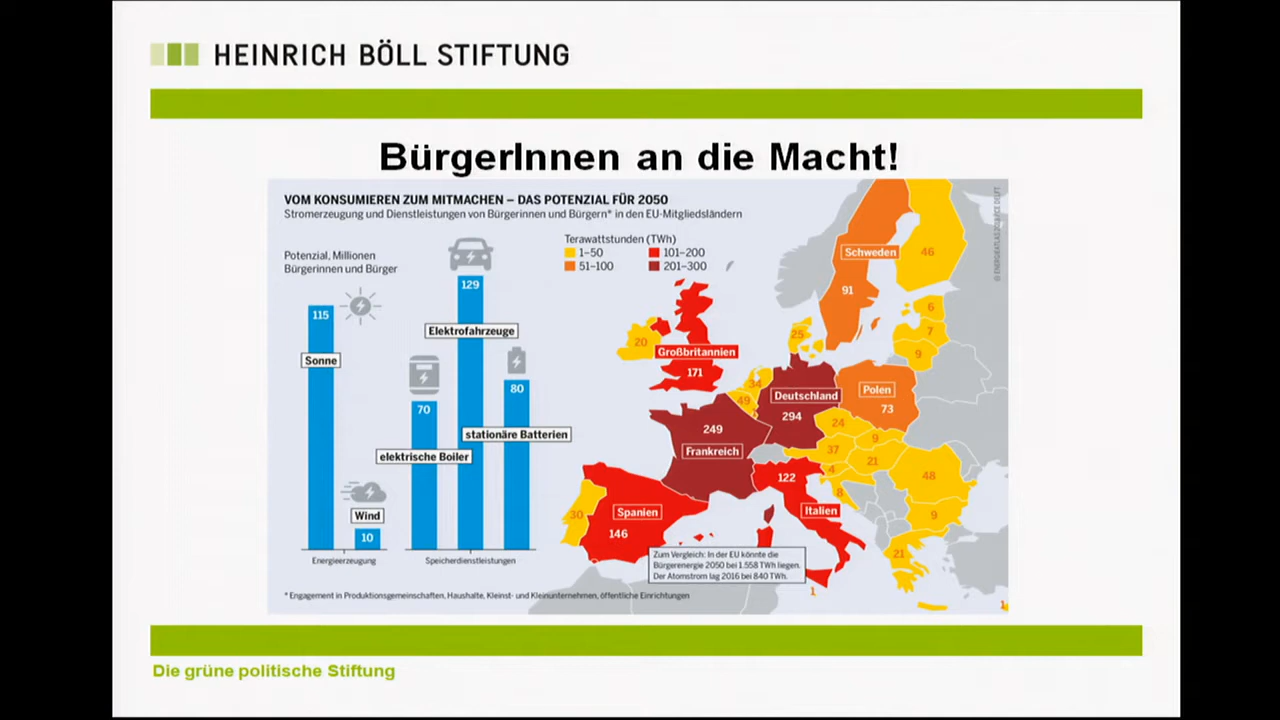 HEINRICH BÖLL STIFTUNG
BürgerInnen an die Macht!
VOM KONSUMIEREN ZUM MITMACHEN – DAS POTENZIAL FÜR 2050
Stromerzeugung und Dienstleistungen von Bürgerinnen und Bürgern* in den EU-Mitgliedsländern
Potenzial, Millionen
Bürgerinnen und Bürger
115
Sonne
Wind
10
Energieerzeugung
70
elektrische Boiler
129
Elektrofahrzeuge
80
stationäre Batterien
Speicherdienstleistungen
Terawattstunden (TWh)
1–50
51–100
101–200
201–300
Schweden
91
46
6
7
9
25
20
Großbritannien
171
34
49
Deutschland
294
Polen
73
249
Frankreich
24
9
37
21
4
8
48
9
122
Italien
30
Spanien
146
21
1
1
Zum Vergleich: In der EU könnte die
Bürgerenergie 2050 bei 1.558 TWh liegen.
Der Atomstrom lag 2016 bei 840 TWh.
* Engagement in Produktionsgemeinschaften, Haushalte, Kleinst- und Kleinunternehmen, öffentliche Einrichtungen
Die grüne politische Stiftung